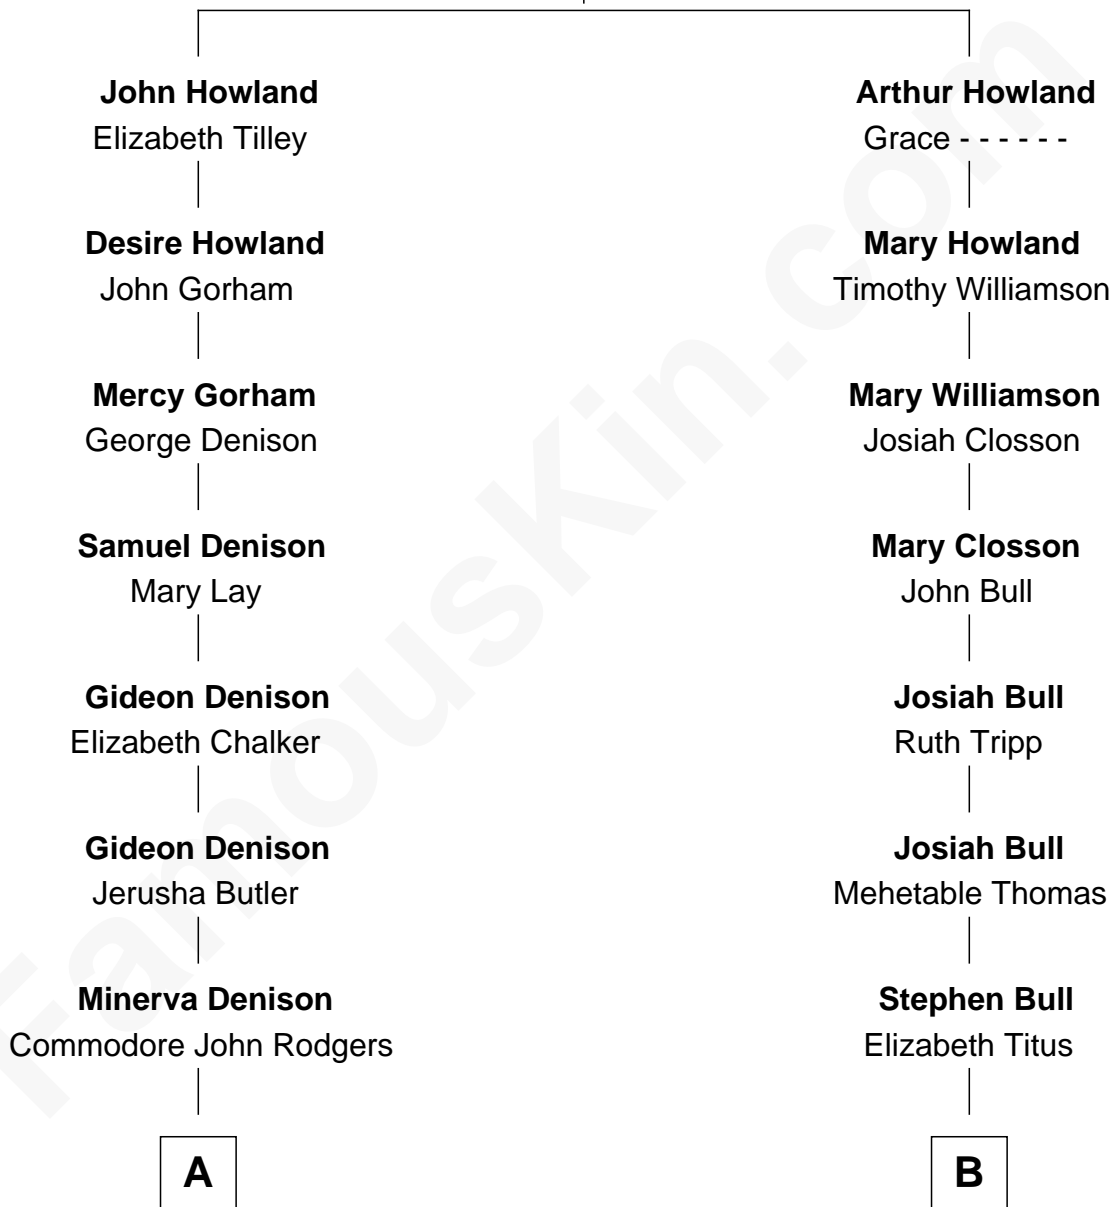 John Howland
Elizabeth Tilley
Desire Howland
John Gorham
Mercy Gorham
George Denison
Samuel Denison
Mary Lay
Gideon Denison
Elizabeth Chalker
Gideon Denison
Jerusha Butler
Minerva Denison
Commodore John Rodgers
A
Arthur Howland
Grace - - - - - -
Mary Howland
Timothy Williamson
Mary Williamson
Josiah Closson
Mary Closson
John Bull
Josiah Bull
Ruth Tripp
Josiah Bull
Mehetable Thomas
Stephen Bull
Elizabeth Titus
B
FamousKin.com